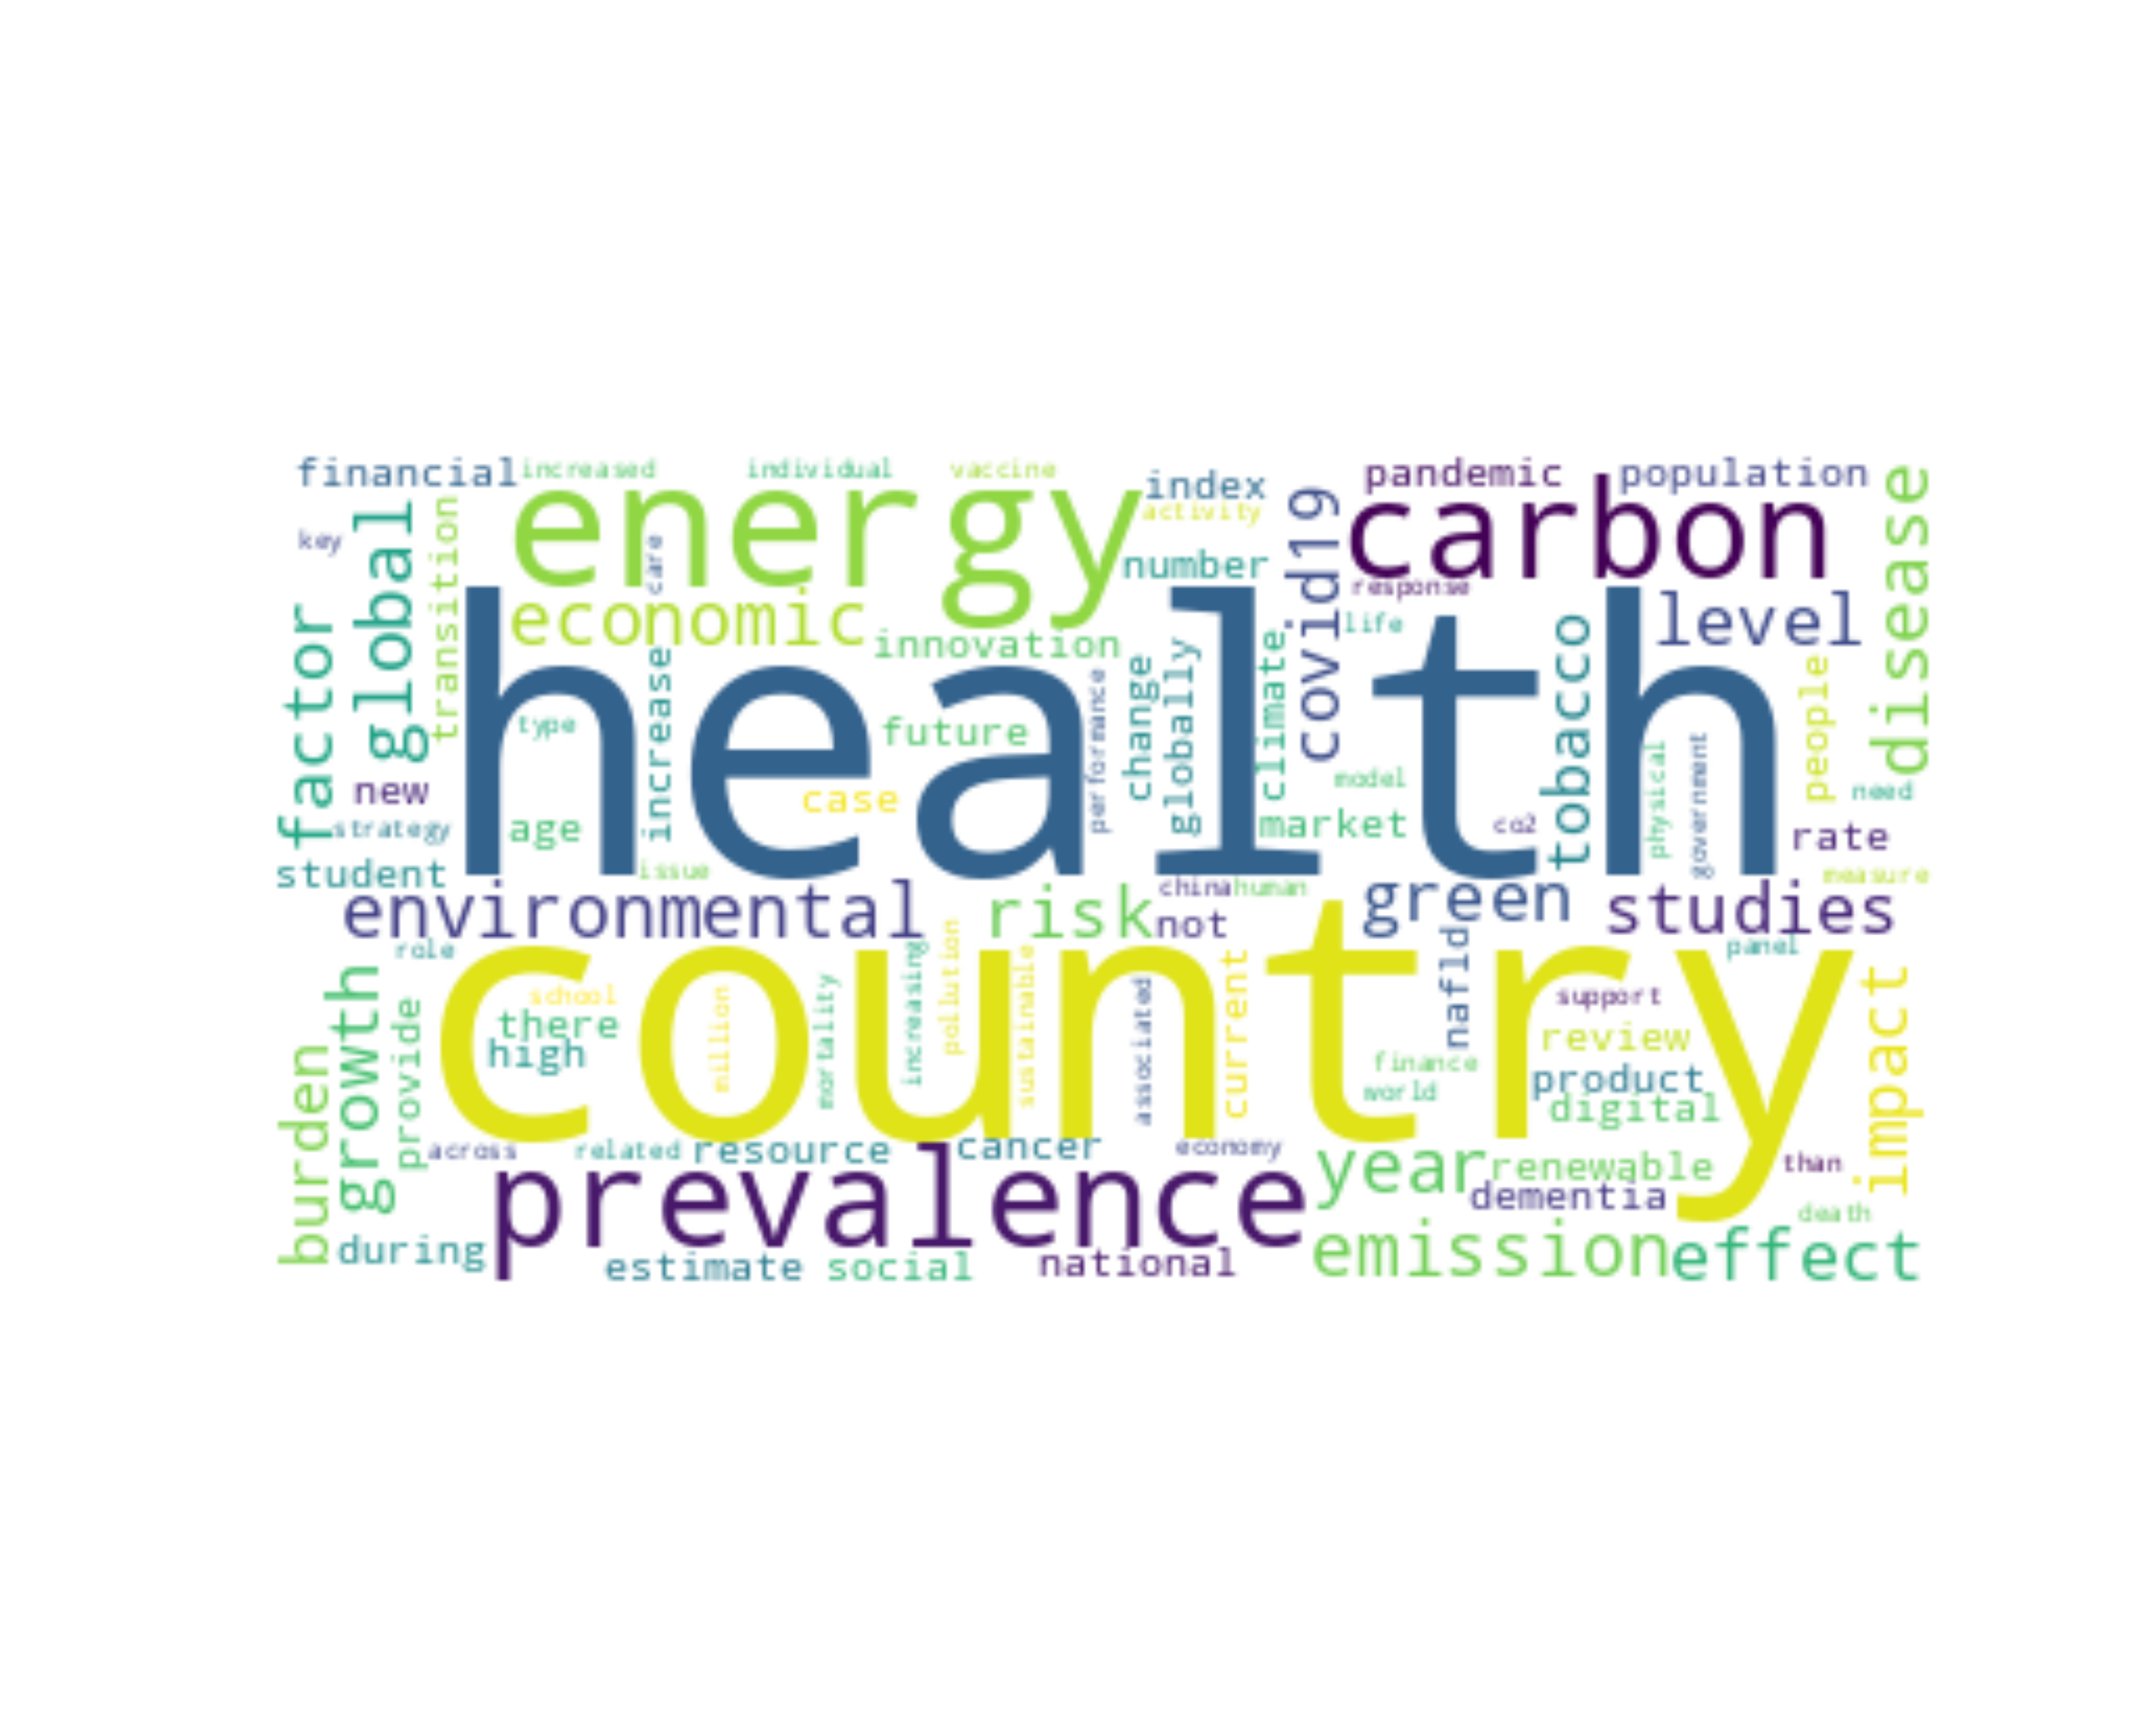 financial
increased
individual
vaccine
index
pandemic
population
disease
energy
activity
carbon
key
global
transition
care
number
covid19
response
factor
economic
innovation
life
level
health
increase
performance
change
globally
climate
tobacco
people
type
future
physical
government
model
need
new
case
market
co2
strategy
age
rate
student
issue
measure
environmental
risk
china
human
not
green
studies
role
pollution
nafld
panel
country
growth
provide
school
there
high
million
mortality
increasing
sustainable
associated
current
support
review
finance
world
product
digital
impact
burden
across
related
resource
cancer
economy
year
renewable
than
prevalence
dementia
death
during
estimate
social
national
emission
effect